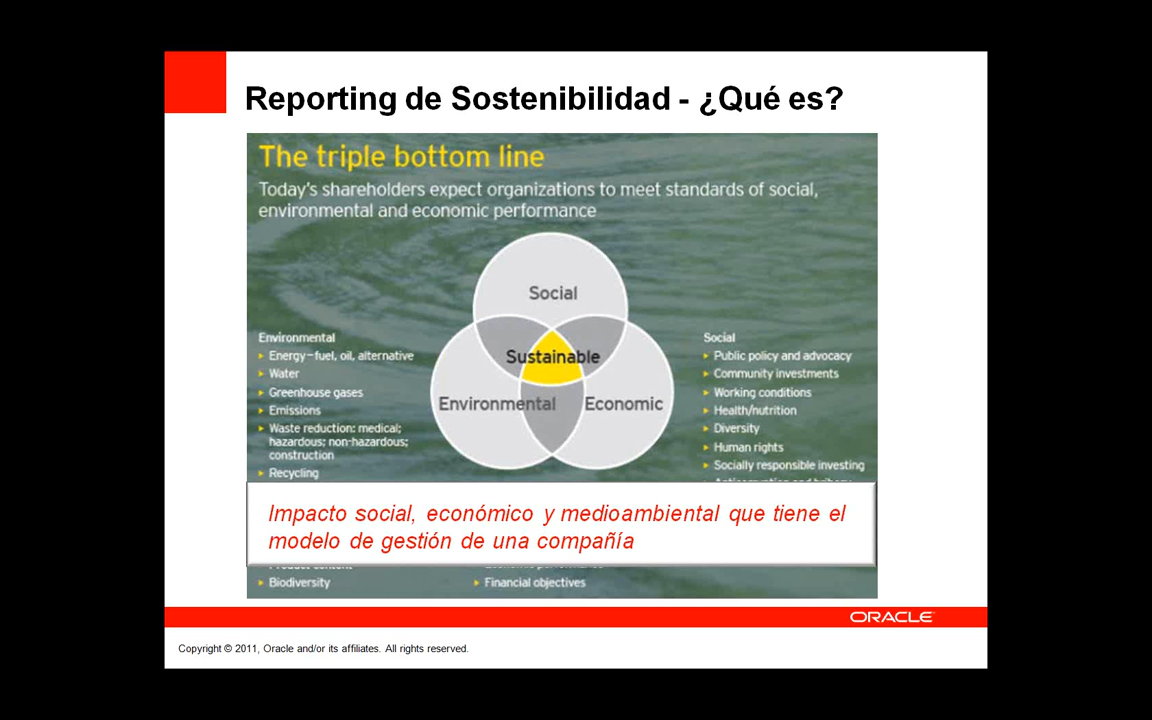 Reporting de Sostenibilidad - ¿Qué es?
The triple bottom line
Today's shareholders expect organizations to meet standards of social,
environmental and economic performance
Social
Sustainable
Environmental
Economic
Environmental
Energy—fuel, oil, alternative
Water
Greenhouse gases
Emissions
Waste reduction: medical;
hazardous; non-hazardous;
construction
Recycling
Social
Public policy and advocacy
Community investments
Working conditions
Health/nutrition
Diversity
Human rights
Socially responsible investing
Impacto social, económico y medioambiental que tiene el
modelo de gestión de una compañía
Biodiversity
Financial objectives
ORACLE
Copyright © 2011, Oracle and/or its affiliates. All rights reserved.